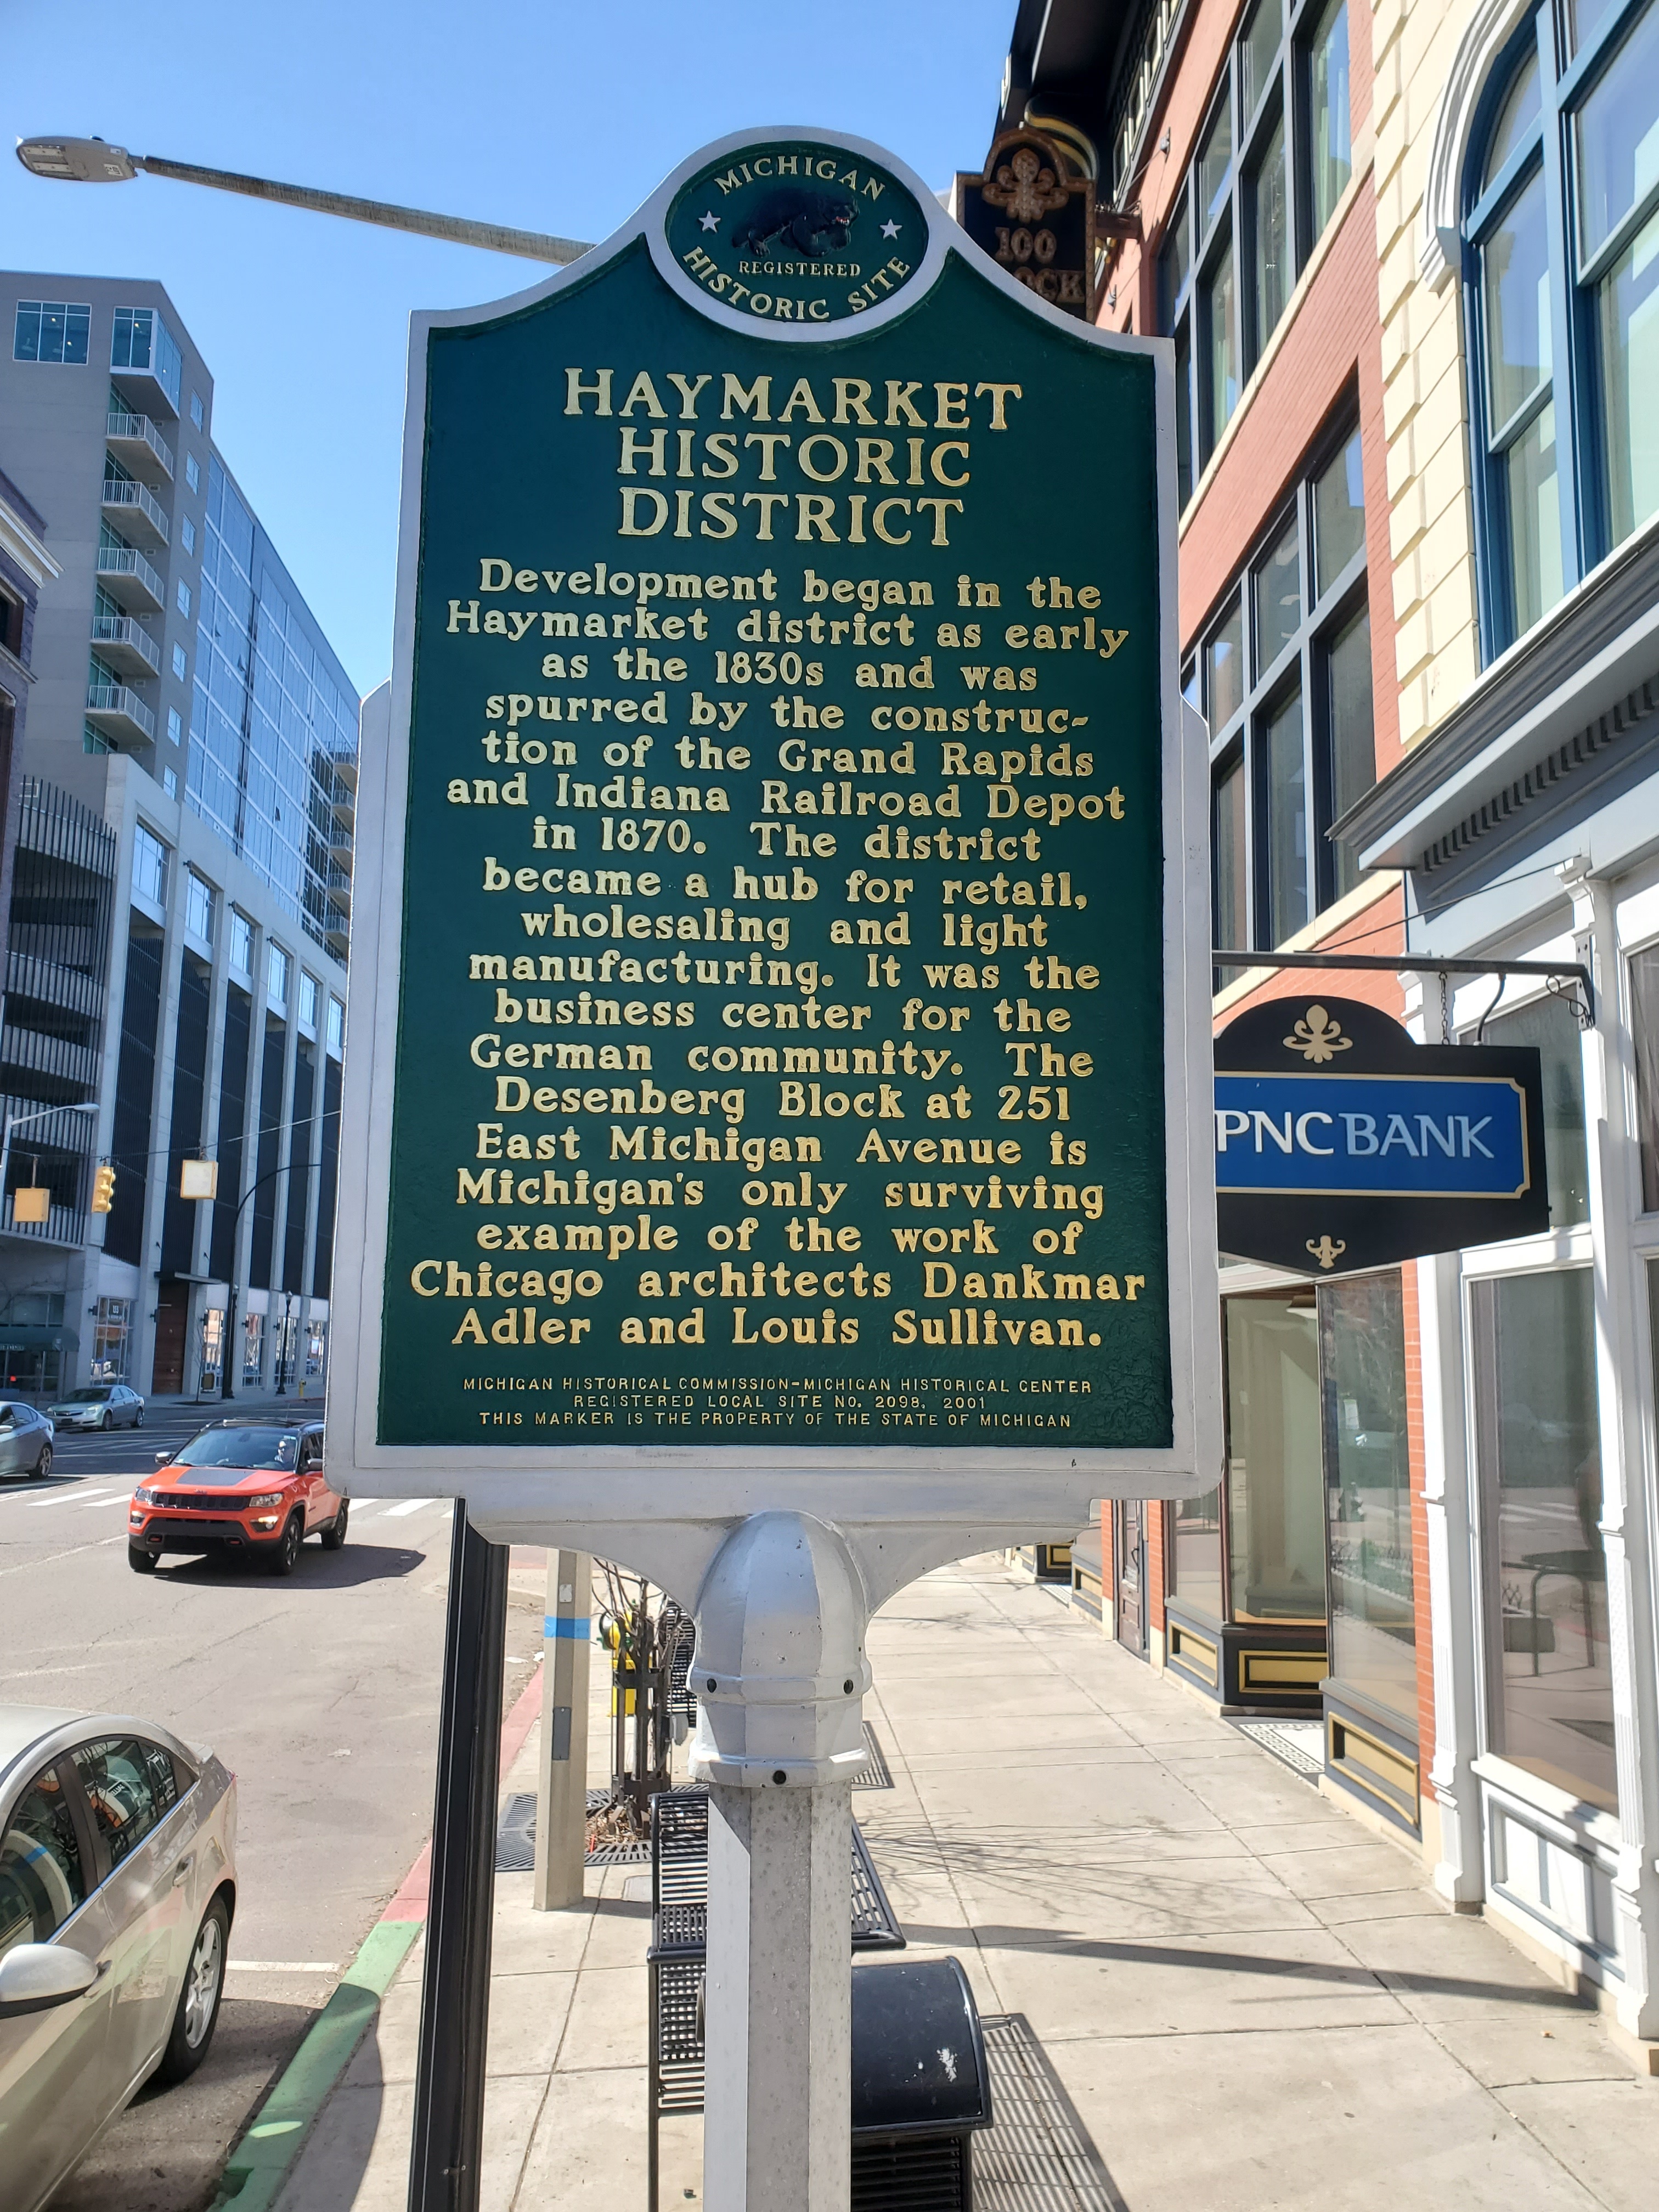 MICHIGAN
REGISTERED
HISTORIC SITE
100
HAYMARKET
HISTORIC
DISTRICT
Development began in the
Haymarket district as early
as the 1830s and was
spurred by the construc-
tion of the Grand Rapids
and Indiana Railroad Depot
in 1870. The district
became a hub for retail,
wholesaling and light
manufacturing. It was the
business center for the
German community. The
Desenberg Block at 251
East Michigan Avenue is
Michigan's only surviving
example of the work of
Chicago architects Dankmar
Adler and Louis Sullivan.
MICHIGAN HISTORICAL COMMISSION–MICHIGAN HISTORICAL CENTER
REGISTERED LOCAL SITE NO. 2098, 2001
THIS MARKER IS THE PROPERTY OF THE STATE OF MICHIGAN
PNC BANK